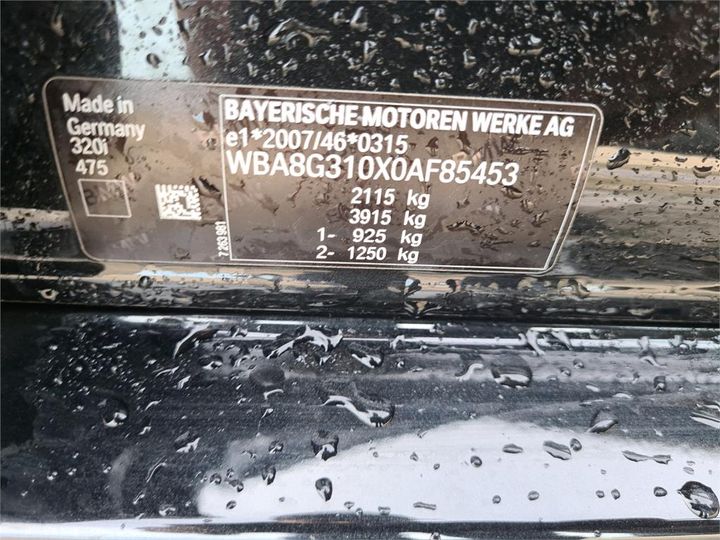 Made in
Germany
320i
475
BAYERISCHE MOTOREN WERKE AG
e1*2007/46*0315
WBA8G310X0AF85453
2115 kg
3915 kg
1- 925 kg
2- 1250 kg
7 263 981